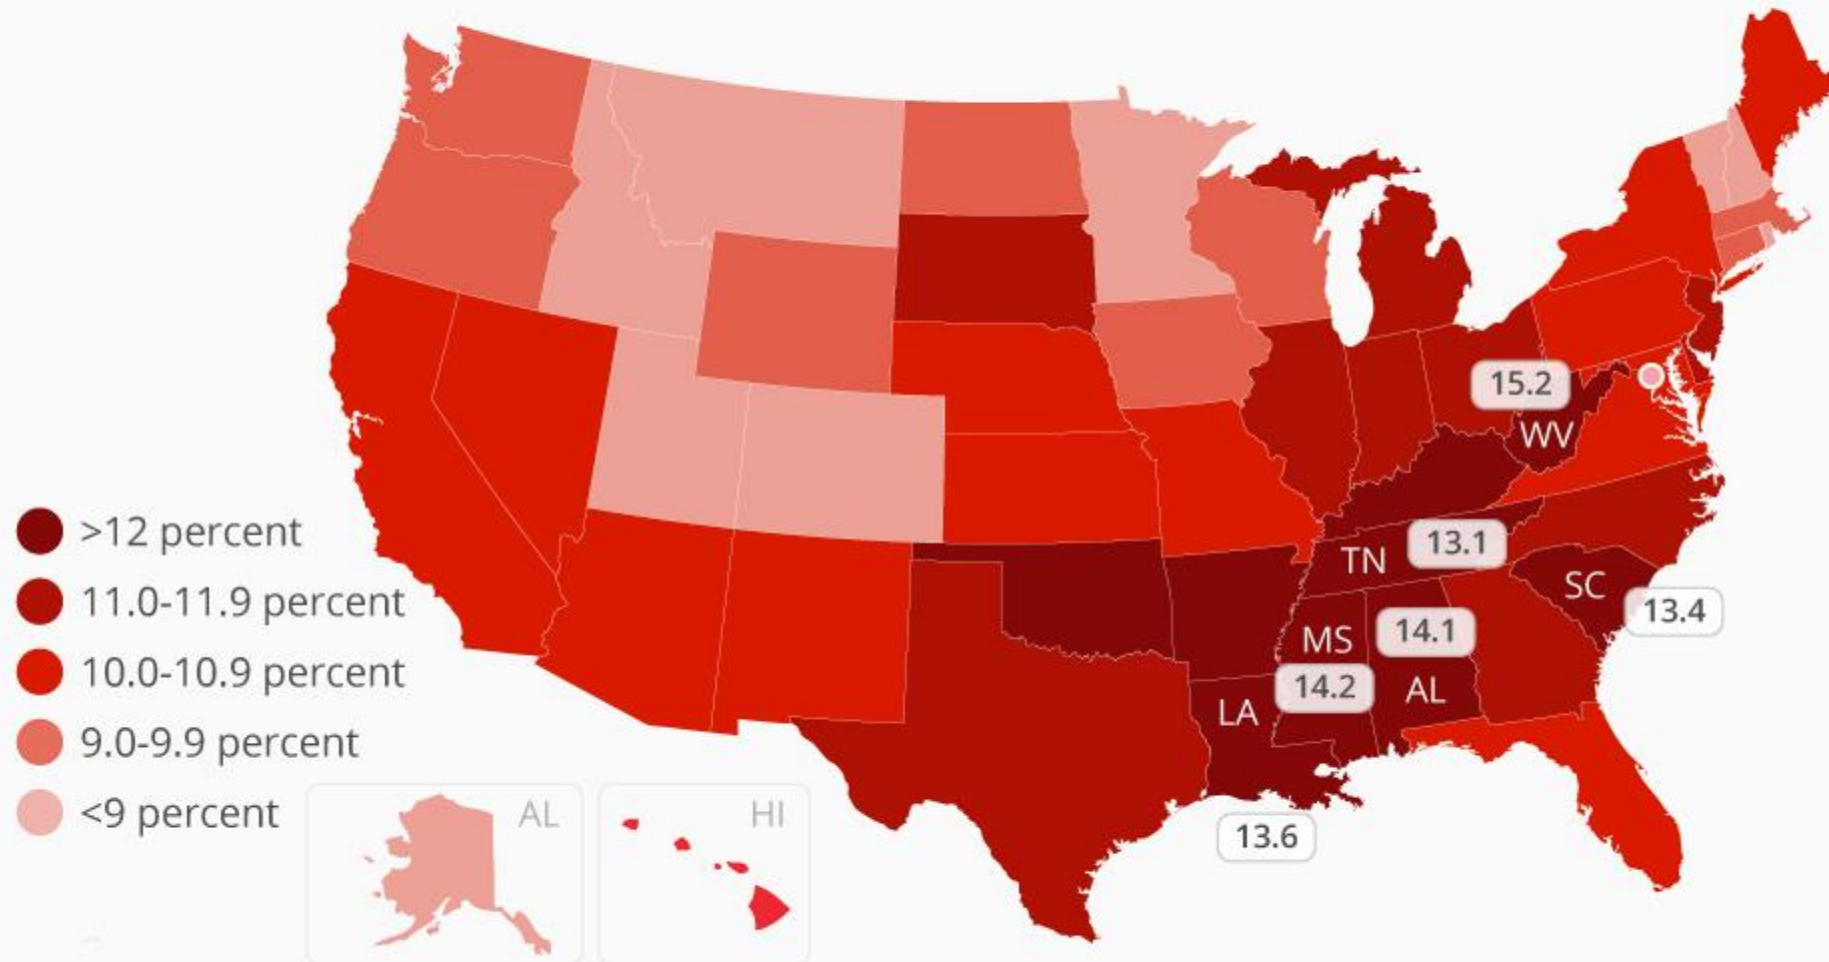 15.2
WV
>12 percent
11.0-11.9 percent
10.0-10.9 percent
9.0-9.9 percent
<9 percent
TN
13.1
SC
13.4
MS
14.1
14.2
AL
LA
13.6
AL
HI